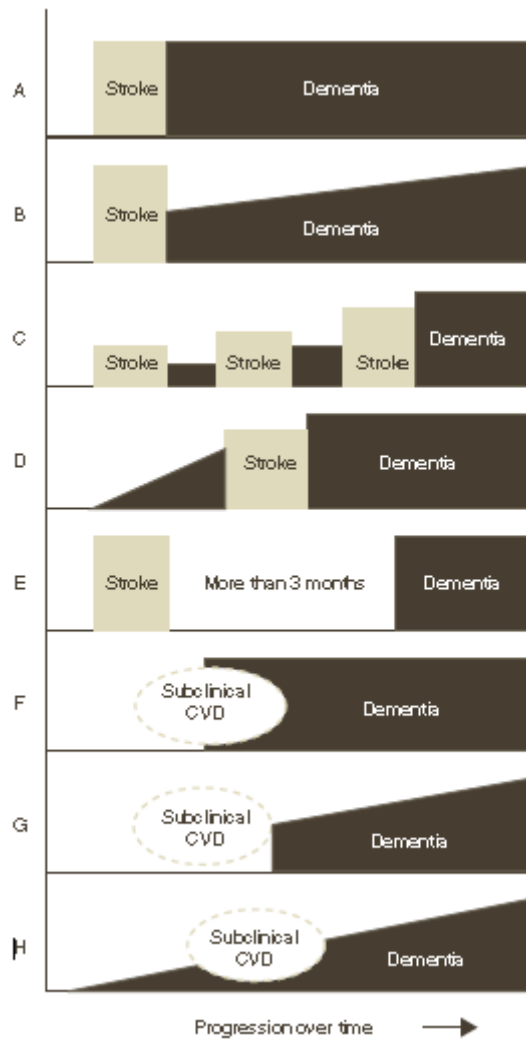 A
Stroke
Dementia
B
Stroke
Dementia
C
Stroke
Stroke
Stroke
Dementia
D
Stroke
Dementia
E
Stroke
More than 3 months
Dementia
F
Subclinical
CVD
Dementia
G
Subclinical
CVD
Dementia
H
Subclinical
CVD
Dementia
Progression over time